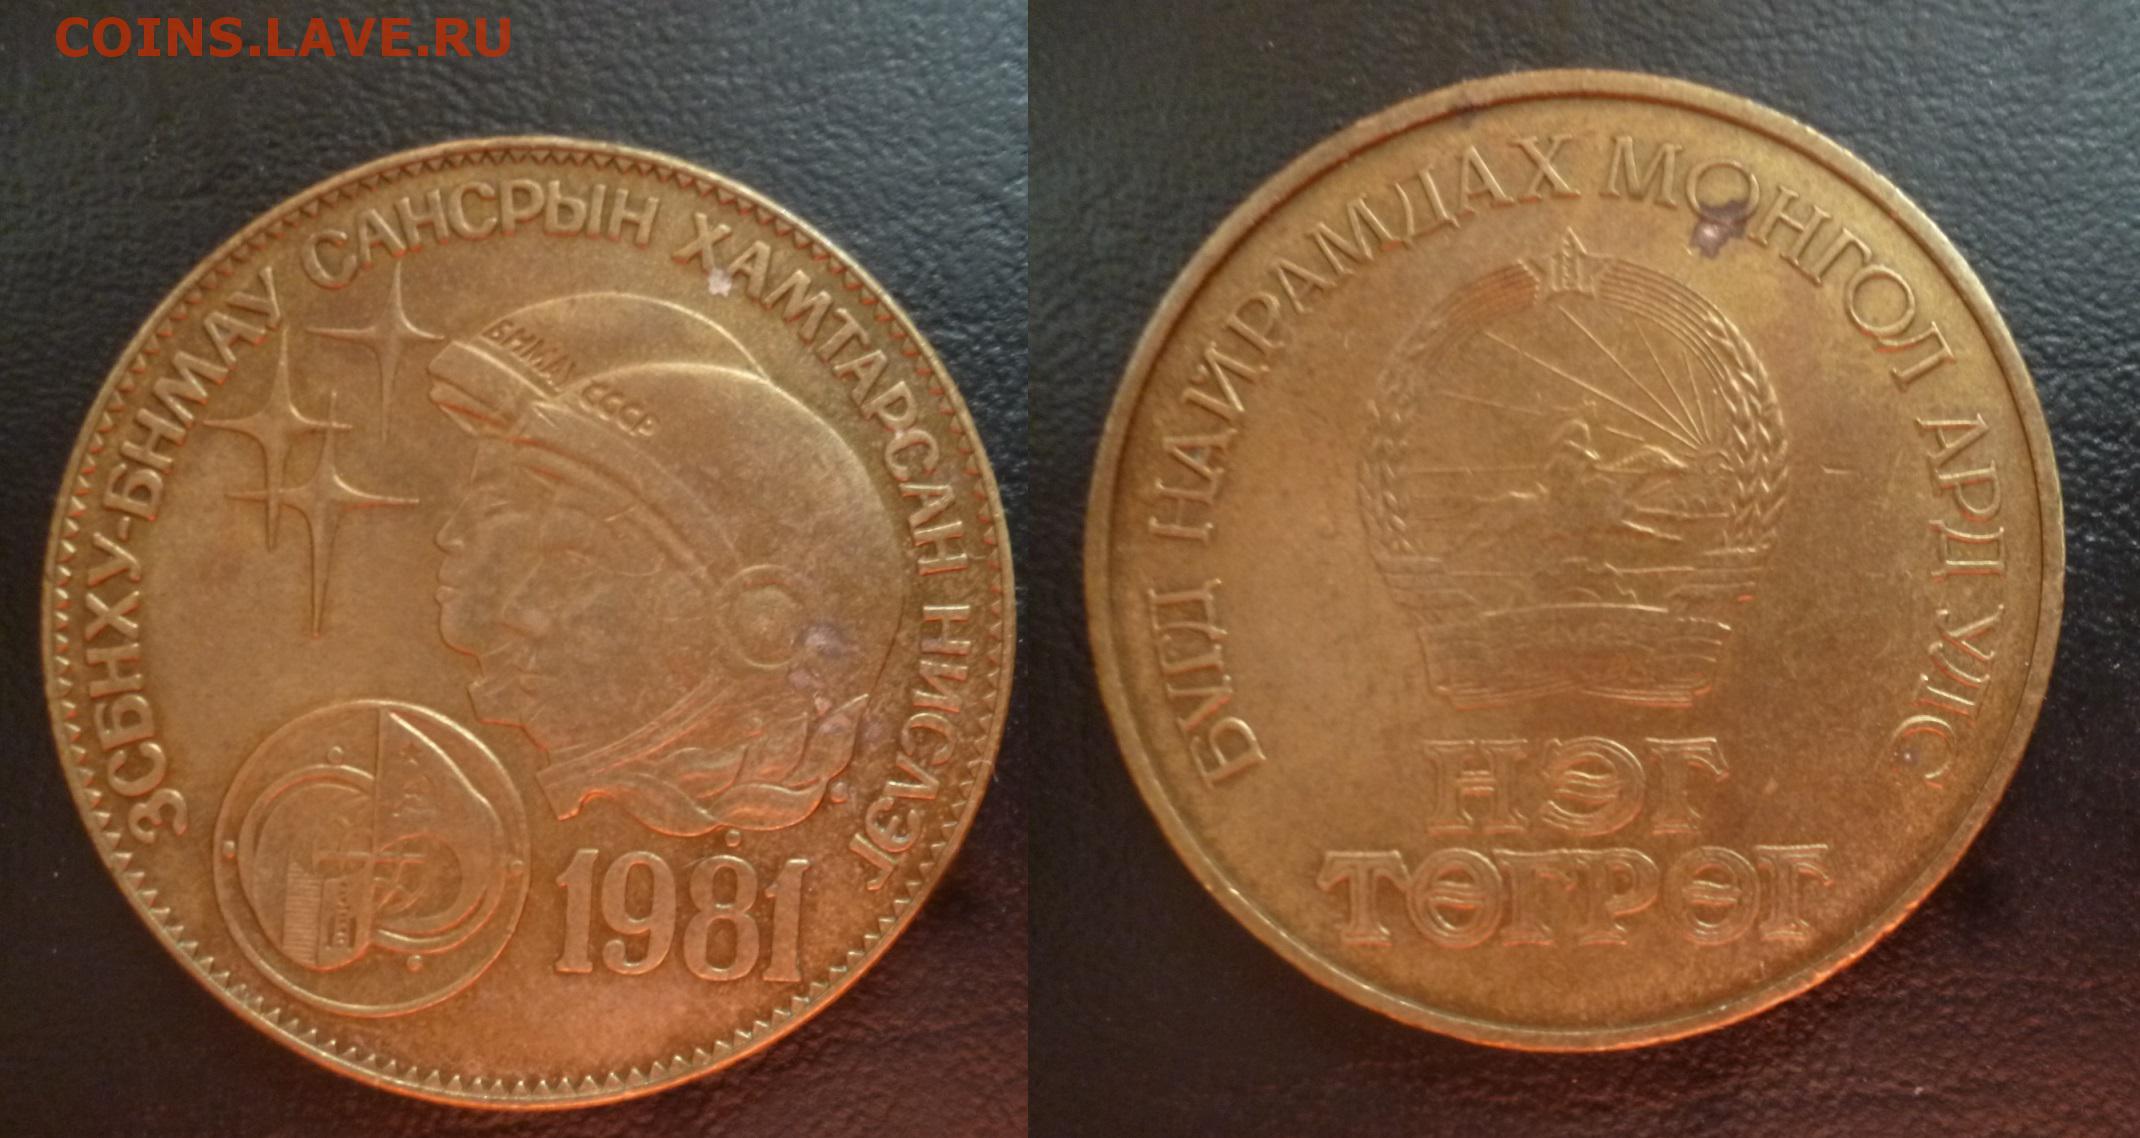 COINS.LAVE.RU
ЗСБНХУ-БНМАУ САНСРЫН ХАМТАРСАН НИСЛЭГ
БНМАУ СССР
1981
БҮГД НАЙРАМДАХ МОНГОЛ АРД УЛС
НЭГ
ТӨГРӨГ